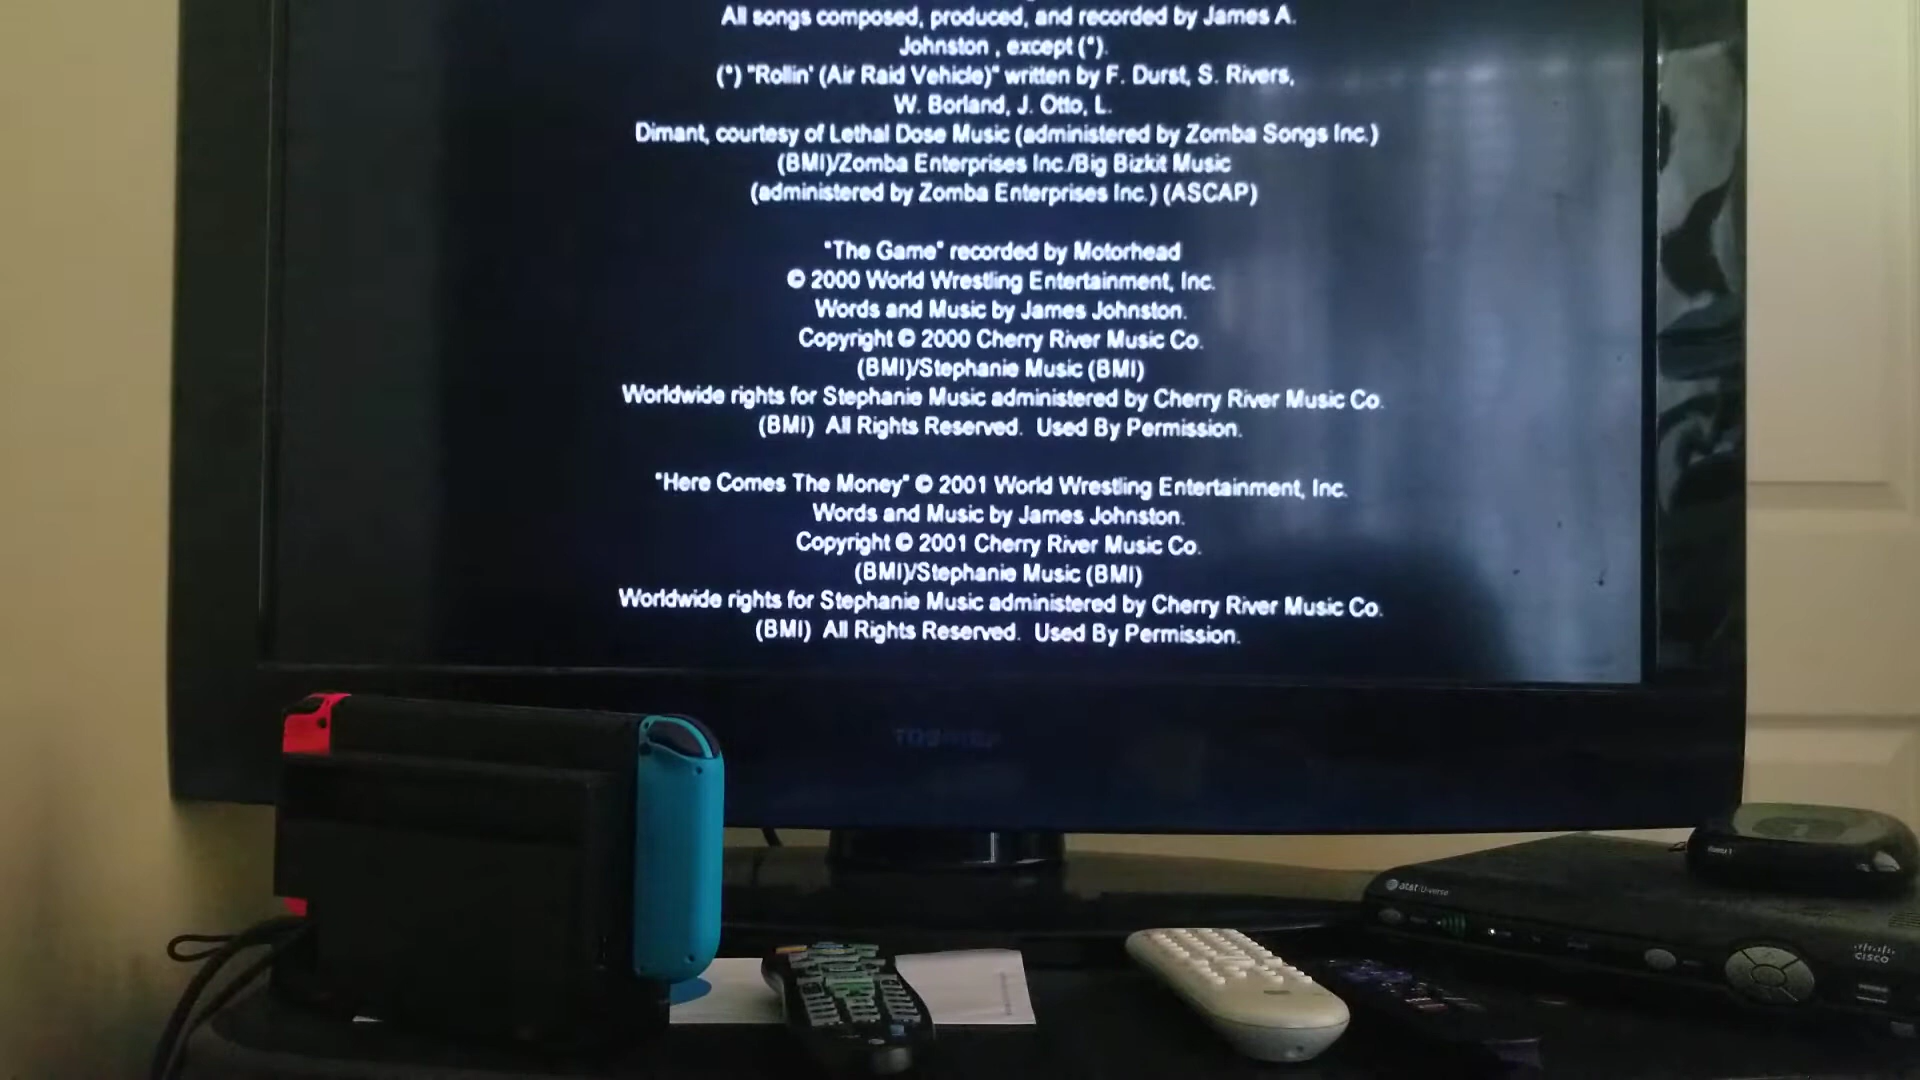 All songs composed, produced, and recorded by James A.
Johnston , except (*).
(*) "Rollin' (Air Raid Vehicle)" written by F. Durst, S. Rivers,
W. Borland, J. Otto, L.
Dimant, courtesy of Lethal Dose Music (administered by Zomba Songs Inc.)
(BMI)/Zomba Enterprises Inc./Big Bizkit Music
(administered by Zomba Enterprises Inc.) (ASCAP)
"The Game" recorded by Motorhead
© 2000 World Wrestling Entertainment, Inc.
Words and Music by James Johnston.
Copyright © 2000 Cherry River Music Co.
(BMI)/Stephanie Music (BMI)
Worldwide rights for Stephanie Music administered by Cherry River Music Co.
(BMI)  All Rights Reserved.  Used By Permission.
"Here Comes The Money" © 2001 World Wrestling Entertainment, Inc.
Words and Music by James Johnston.
Copyright © 2001 Cherry River Music Co.
(BMI)/Stephanie Music (BMI)
Worldwide rights for Stephanie Music administered by Cherry River Music Co.
(BMI)  All Rights Reserved.  Used By Permission.
TOSHIBA
at&t U-verse
CISCO